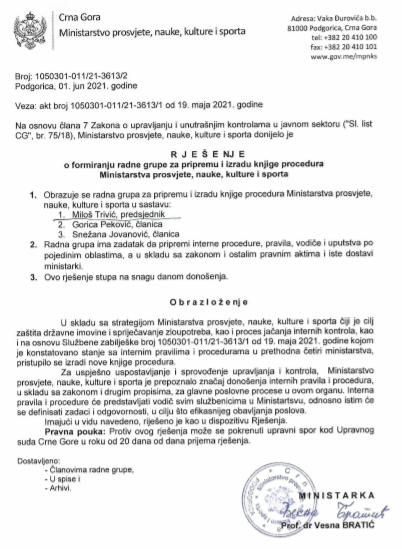 Crna Gora
Ministarstvo prosvjete, nauke, kulture i sporta
Adresa: Vaka Đurovića b.b.
81000 Podgorica, Crna Gora
tel: +382 20 410 100
fax: +382 20 410 101
www.gov.me/mpnks
Broj: 1050301-011/21-3613/2
Podgorica, 01. jun 2021. godine
Veza: akt broj 1050301-011/21-3613/1 od 19. maja 2021. godine
Na osnovu člana 7 Zakona o upravljanju i unutrašnjim kontrolama u javnom sektoru ("Sl. list
CG", br. 75/18), Ministarstvo prosvjete, nauke, kulture i sporta donijelo je
R J E Š E NJ E
o formiranju radne grupe za pripremu i izradu knjige procedura
Ministarstva prosvjete, nauke, kulture i sporta
1. Obrazuje se radna grupa za pripremu i izradu knjige procedura Ministarstva prosvjete,
nauke, kulture i sporta u sastavu:
1. Miloš Trivić, predsjednik
2. Gorica Peković, članica
3. Snežana Jovanović, članica
2. Radna grupa ima zadatak da pripremi interne procedure, pravila, vodiče i uputstva po
pojedinim oblastima, a u skladu sa zakonom i ostalim pravnim aktima i iste dostavi
ministarki.
3. Ovo rješenje stupa na snagu danom donošenja.
O b r a z l o ž e nj e
U skladu sa strategijom Ministarstva prosvjete, nauke, kulture i sporta čiji je cilj
zaštita državne imovine i spriječavanje zloupotreba, kao i proces jačanja internih kontrola, kao
i na osnovu Službene zabilješke broj 1050301-011/21-3613/1 od 19. maja 2021. godine kojom
je konstatovano stanje sa internim pravilima i procedurama u prethodna četiri ministarstva,
pristupilo se izradi nove knjige procedura.
Za uspješno uspostavljanje i sprovođenje upravljanja i kontrola, Ministarstvo
prosvjete, nauke, kulture i sporta je prepoznalo značaj donošenja internih pravila i procedura,
u skladu sa zakonom i drugim propisima, za glavne poslovne procese u ovom organu. Interna
pravila i procedure će predstavljati vodič svim službenicima u Ministartsvu, odnosno istim će
se definisati zadaci i odgovornosti, u cilju što efikasnijeg obavljanja poslova.
Imajući u vidu navedeno, riješeno je kao u dispozitivu Rješenja.
Pravna pouka: Protiv ovog rješenja može se pokrenuti upravni spor kod Upravnog
suda Crne Gore u roku od 20 dana od dana prijema rješenja.
Dostavljeno:
- Članovima radne grupe,
- U spise i
- Arhivi.
M I N I S T A R K A
Prof. dr Vesna BRATIĆ